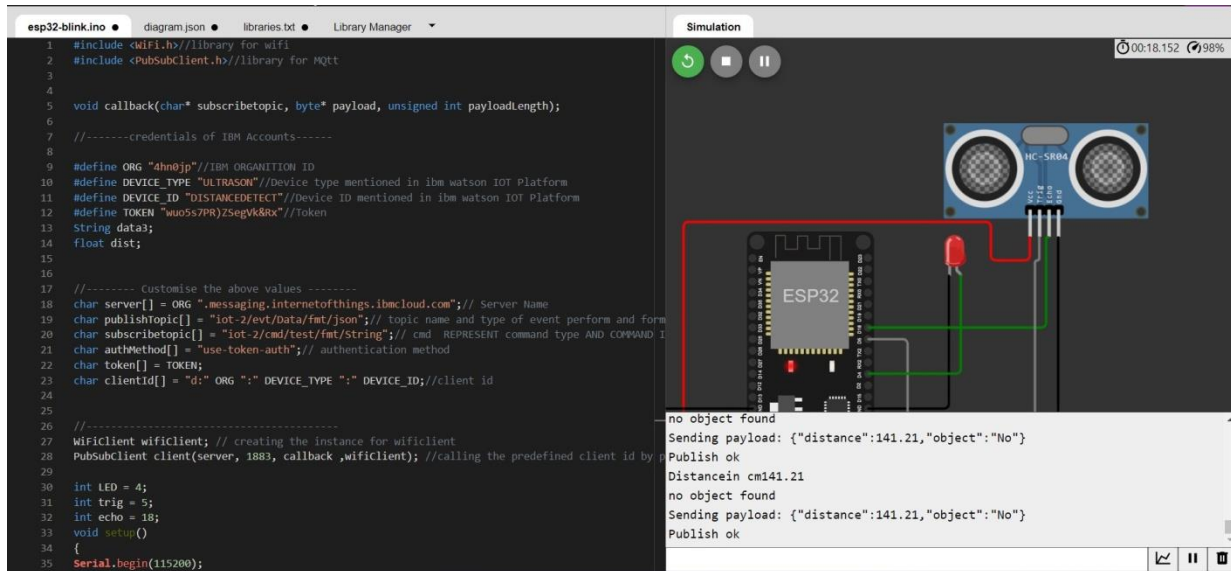 esp32-blink.ino ● diagram.json ● libraries.txt ● Library Manager
1 #include <WiFi.h>//library for wifi
2 #include <PubSubClient.h>//library for MQtt
3
4
5 void callback(char* subscribetopic, byte* payload, unsigned int payloadLength);
6
7 //-------credentials of IBM Accounts------
8
9 #define ORG "4hn0jp"//IBM ORGANITION ID
10 #define DEVICE_TYPE "ULTRASON"//Device type mentioned in ibm watson IOT Platform
11 #define DEVICE_ID "DISTANCEDETECT"//Device ID mentioned in ibm watson IOT Platform
12 #define TOKEN "wuo5s7PR)ZSegVk&Rx"//Token
13 String data3;
14 float dist;
15
16
17 //-------- Customise the above values --------
18 char server[] = ORG ".messaging.internetofthings.ibmcloud.com";// Server Name
19 char publishTopic[] = "iot-2/evt/Data/fmt/json";// topic name and type of event perform and form
20 char subscribetopic[] = "iot-2/cmd/test/fmt/String";// cmd REPRESENT command type AND COMMAND I
21 char authMethod[] = "use-token-auth";// authentication method
22 char token[] = TOKEN;
23 char clientId[] = "d:" ORG ":" DEVICE_TYPE ":" DEVICE_ID;//client id
24
25
26 //-----------------------------------------
27 WiFiClient wifiClient; // creating the instance for wificlient
28 PubSubClient client(server, 1883, callback ,wifiClient); //calling the predefined client id by p
29
30 int LED = 4;
31 int trig = 5;
32 int echo = 18;
33 void setup()
34 {
35 Serial.begin(115200);
Simulation
00:18.152 98%
HC-SR04
Vcc
Trig
Echo
Gnd
ESP32
no object found
Sending payload: {"distance":141.21,"object":"No"}
Publish ok
Distancein cm141.21
no object found
Sending payload: {"distance":141.21,"object":"No"}
Publish ok